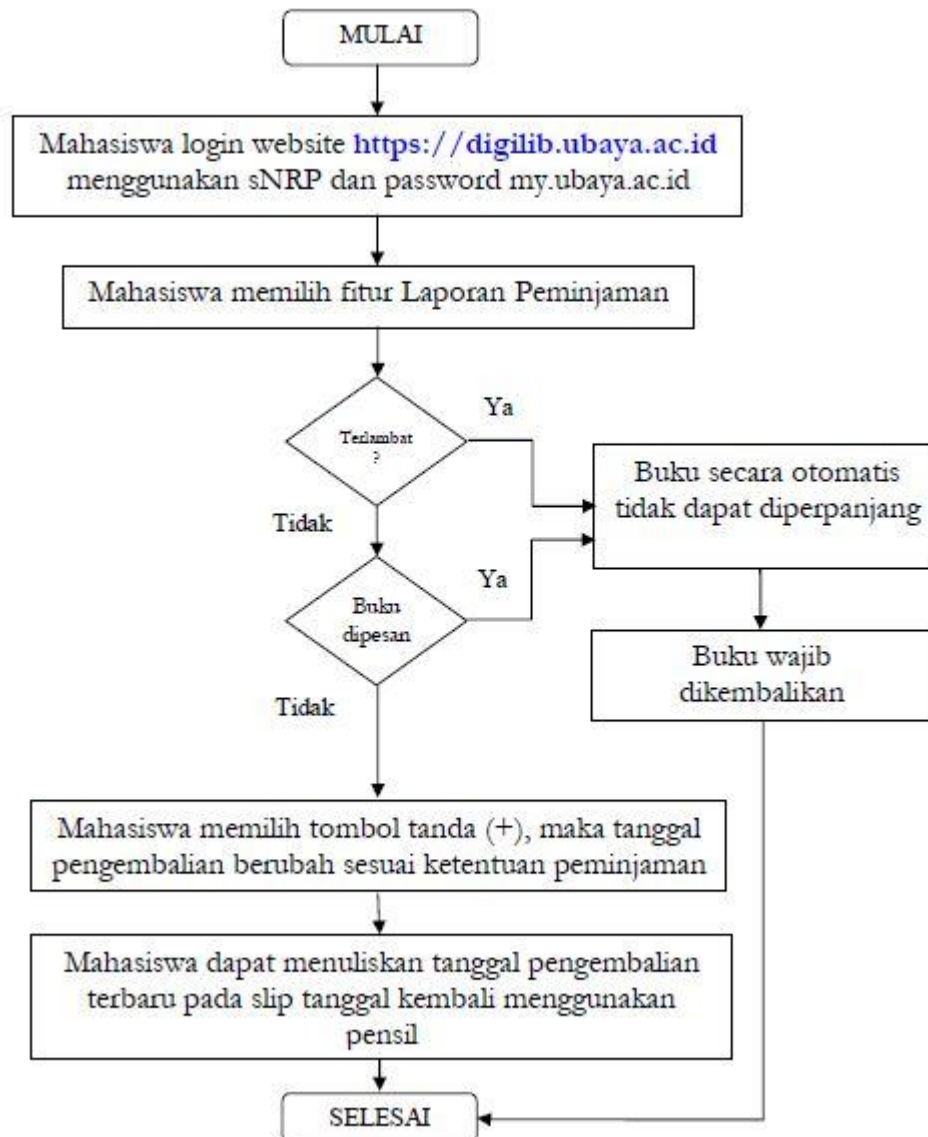 MULAI
Mahasiswa login website https://digilib.ubaya.ac.id
menggunakan sNRP dan password my.ubaya.ac.id
Mahasiswa memilih fitur Laporan Peminjaman
Terlambat
?
Ya
Tidak
Buku secara otomatis
tidak dapat diperpanjang
Buku
dipesan
Ya
Tidak
Buku wajib
dikembalikan
Mahasiswa memilih tombol tanda (+), maka tanggal
pengembalian berubah sesuai ketentuan peminjaman
Mahasiswa dapat menuliskan tanggal pengembalian
terbaru pada slip tanggal kembali menggunakan
pensil
SELESAI